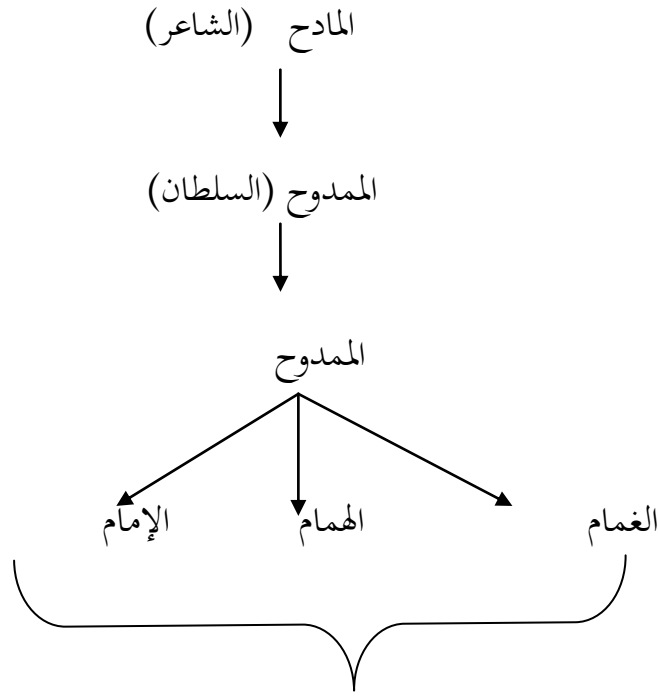 المادح (الشاعر)
الممدوح (السلطان)
الممدوح
الغمام الهمام الإمام